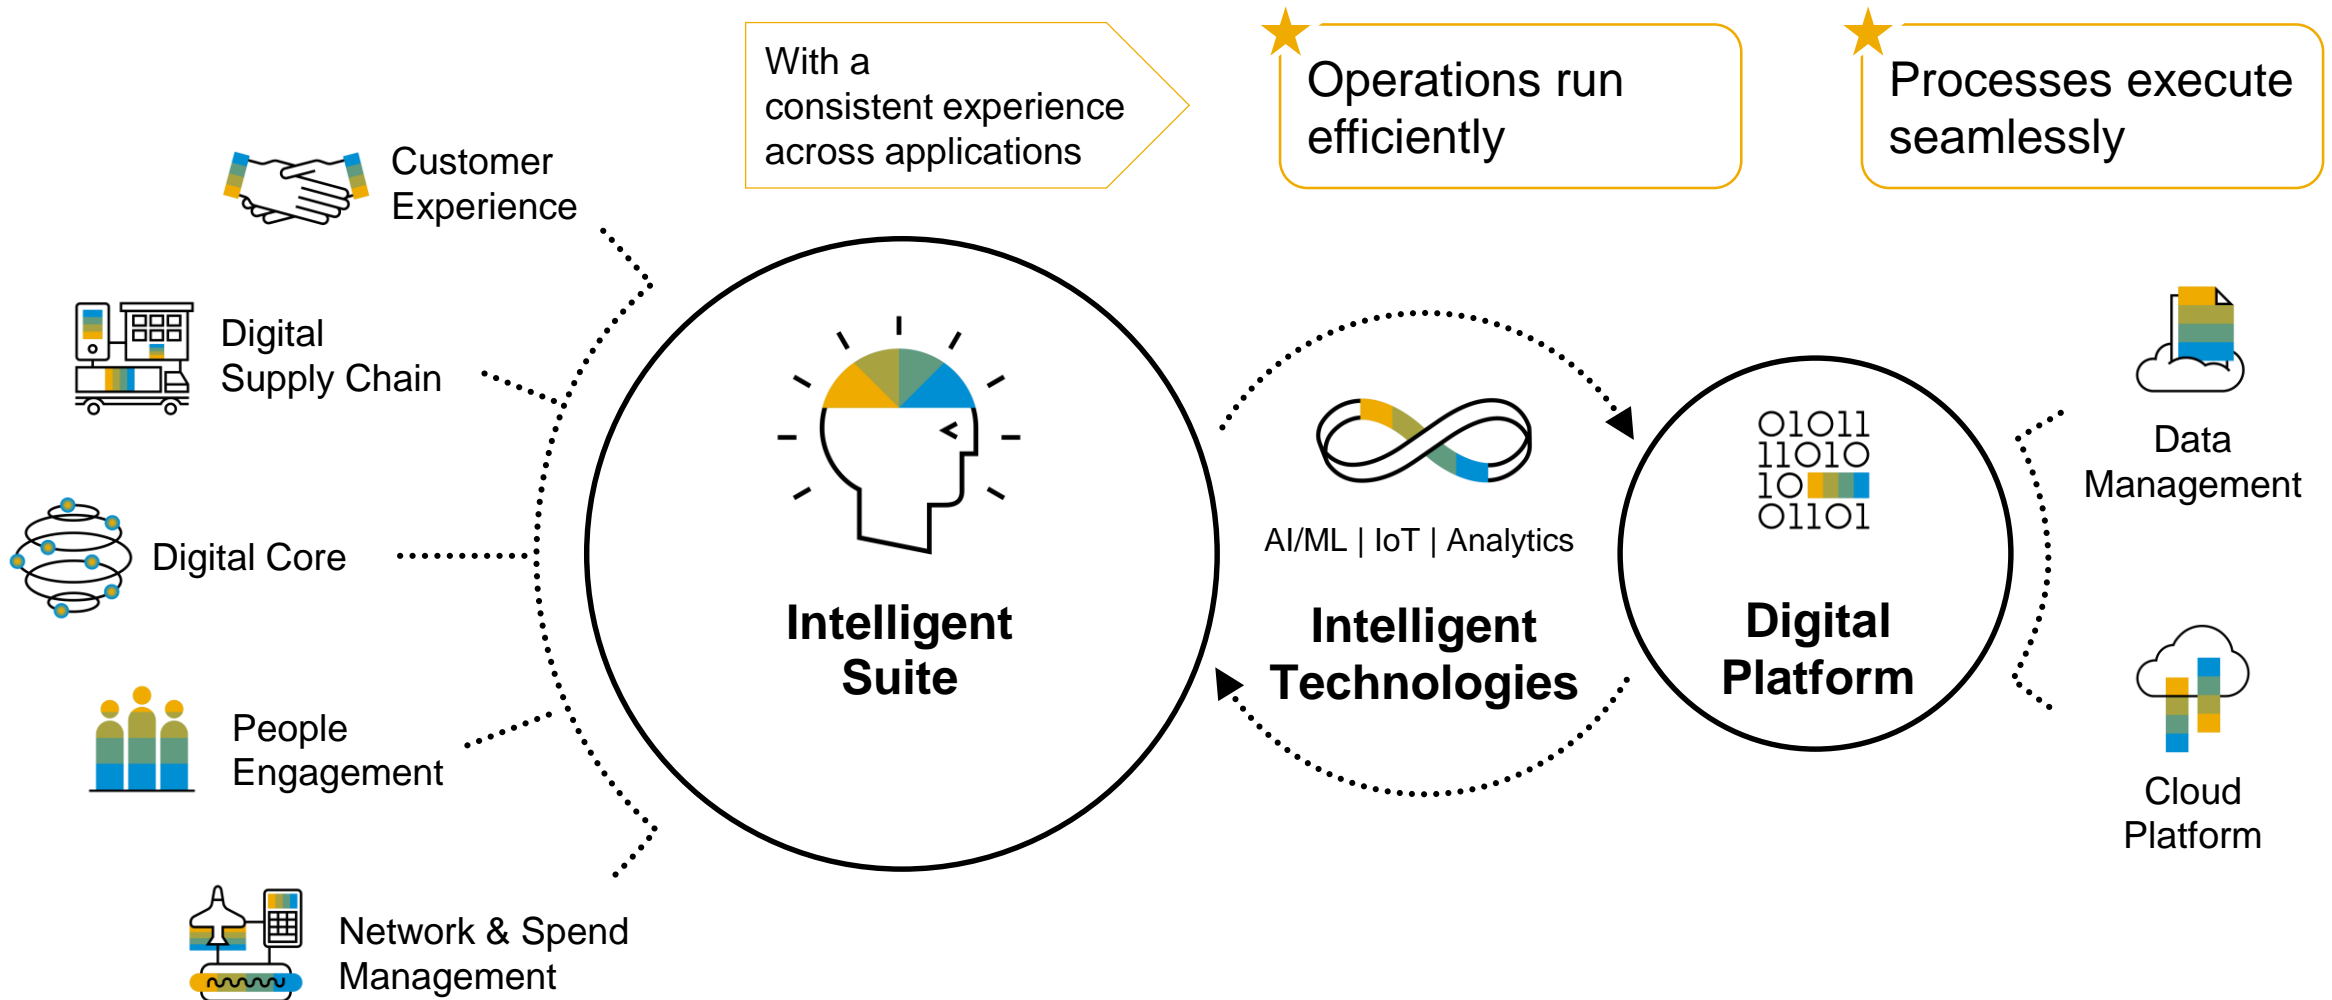 With a
consistent experience
across applications
Operations run
efficiently
Processes execute
seamlessly
Customer
Experience
Digital
Supply Chain
Digital Core
People
Engagement
Network & Spend
Management
Intelligent
Suite
AI/ML | IoT | Analytics
Intelligent
Technologies
01011
11010
10
01101
Digital
Platform
Data
Management
Cloud
Platform